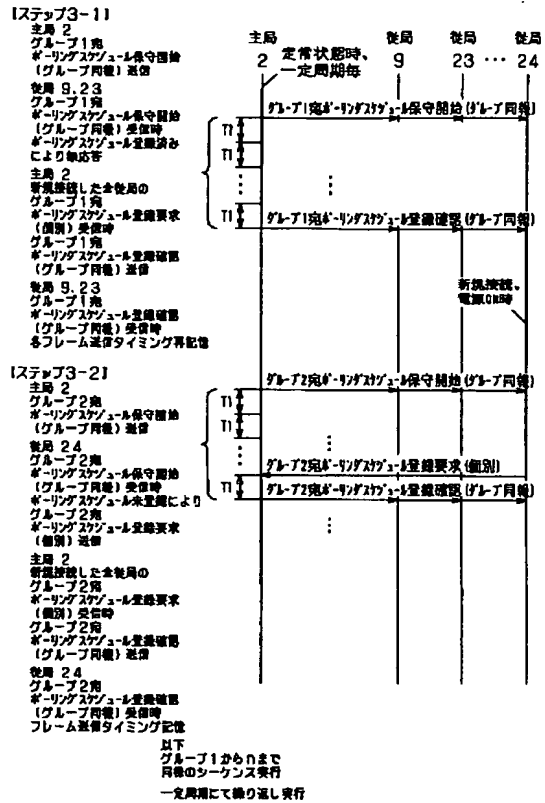 [ステップ3-1]
主局 2
グループ1宛
ポーリングスケジュール保守開始
(グループ同報) 送信
従局 9,23
グループ1宛
ポーリングスケジュール保守開始
(グループ同報) 受信時
ポーリングスケジュール登録済み
により無応答
主局 2
新規接続した全従局の
グループ1宛
ポーリングスケジュール登録要求
(個別) 受信時
グループ1宛
ポーリングスケジュール登録確認
(グループ同報) 送信
従局 9,23
グループ1宛
ポーリングスケジュール登録確認
(グループ同報) 受信時
各フレーム送信タイミング再記憶
主局
2
定常状態時、
一定周期毎
従局
9
従局
23
…
従局
24
グループ1宛ポーリングスケジュール保守開始(グループ同報)
T1
T1
T1
グループ1宛ポーリングスケジュール登録確認(グループ同報)
新規接続、
電源ON時
[ステップ3-2]
主局 2
グループ2宛
ポーリングスケジュール保守開始
(グループ同報) 送信
従局 24
グループ2宛
ポーリングスケジュール保守開始
(グループ同報) 受信時
ポーリングスケジュール未登録により
グループ2宛
ポーリングスケジュール登録要求
(個別) 送信
主局 2
新規接続した全従局の
グループ2宛
ポーリングスケジュール登録要求
(個別) 受信時
グループ2宛
ポーリングスケジュール登録確認
(グループ同報) 送信
従局 24
グループ2宛
ポーリングスケジュール登録確認
(グループ同報) 受信時
フレーム送信タイミング記憶
グループ2宛ポーリングスケジュール保守開始(グループ同報)
T1
T1
グループ2宛ポーリングスケジュール登録要求(個別)
T1
グループ2宛ポーリングスケジュール登録確認(グループ同報)
以下
グループ1からnまで
同様のシーケンス実行
一定周期にて繰り返し実行